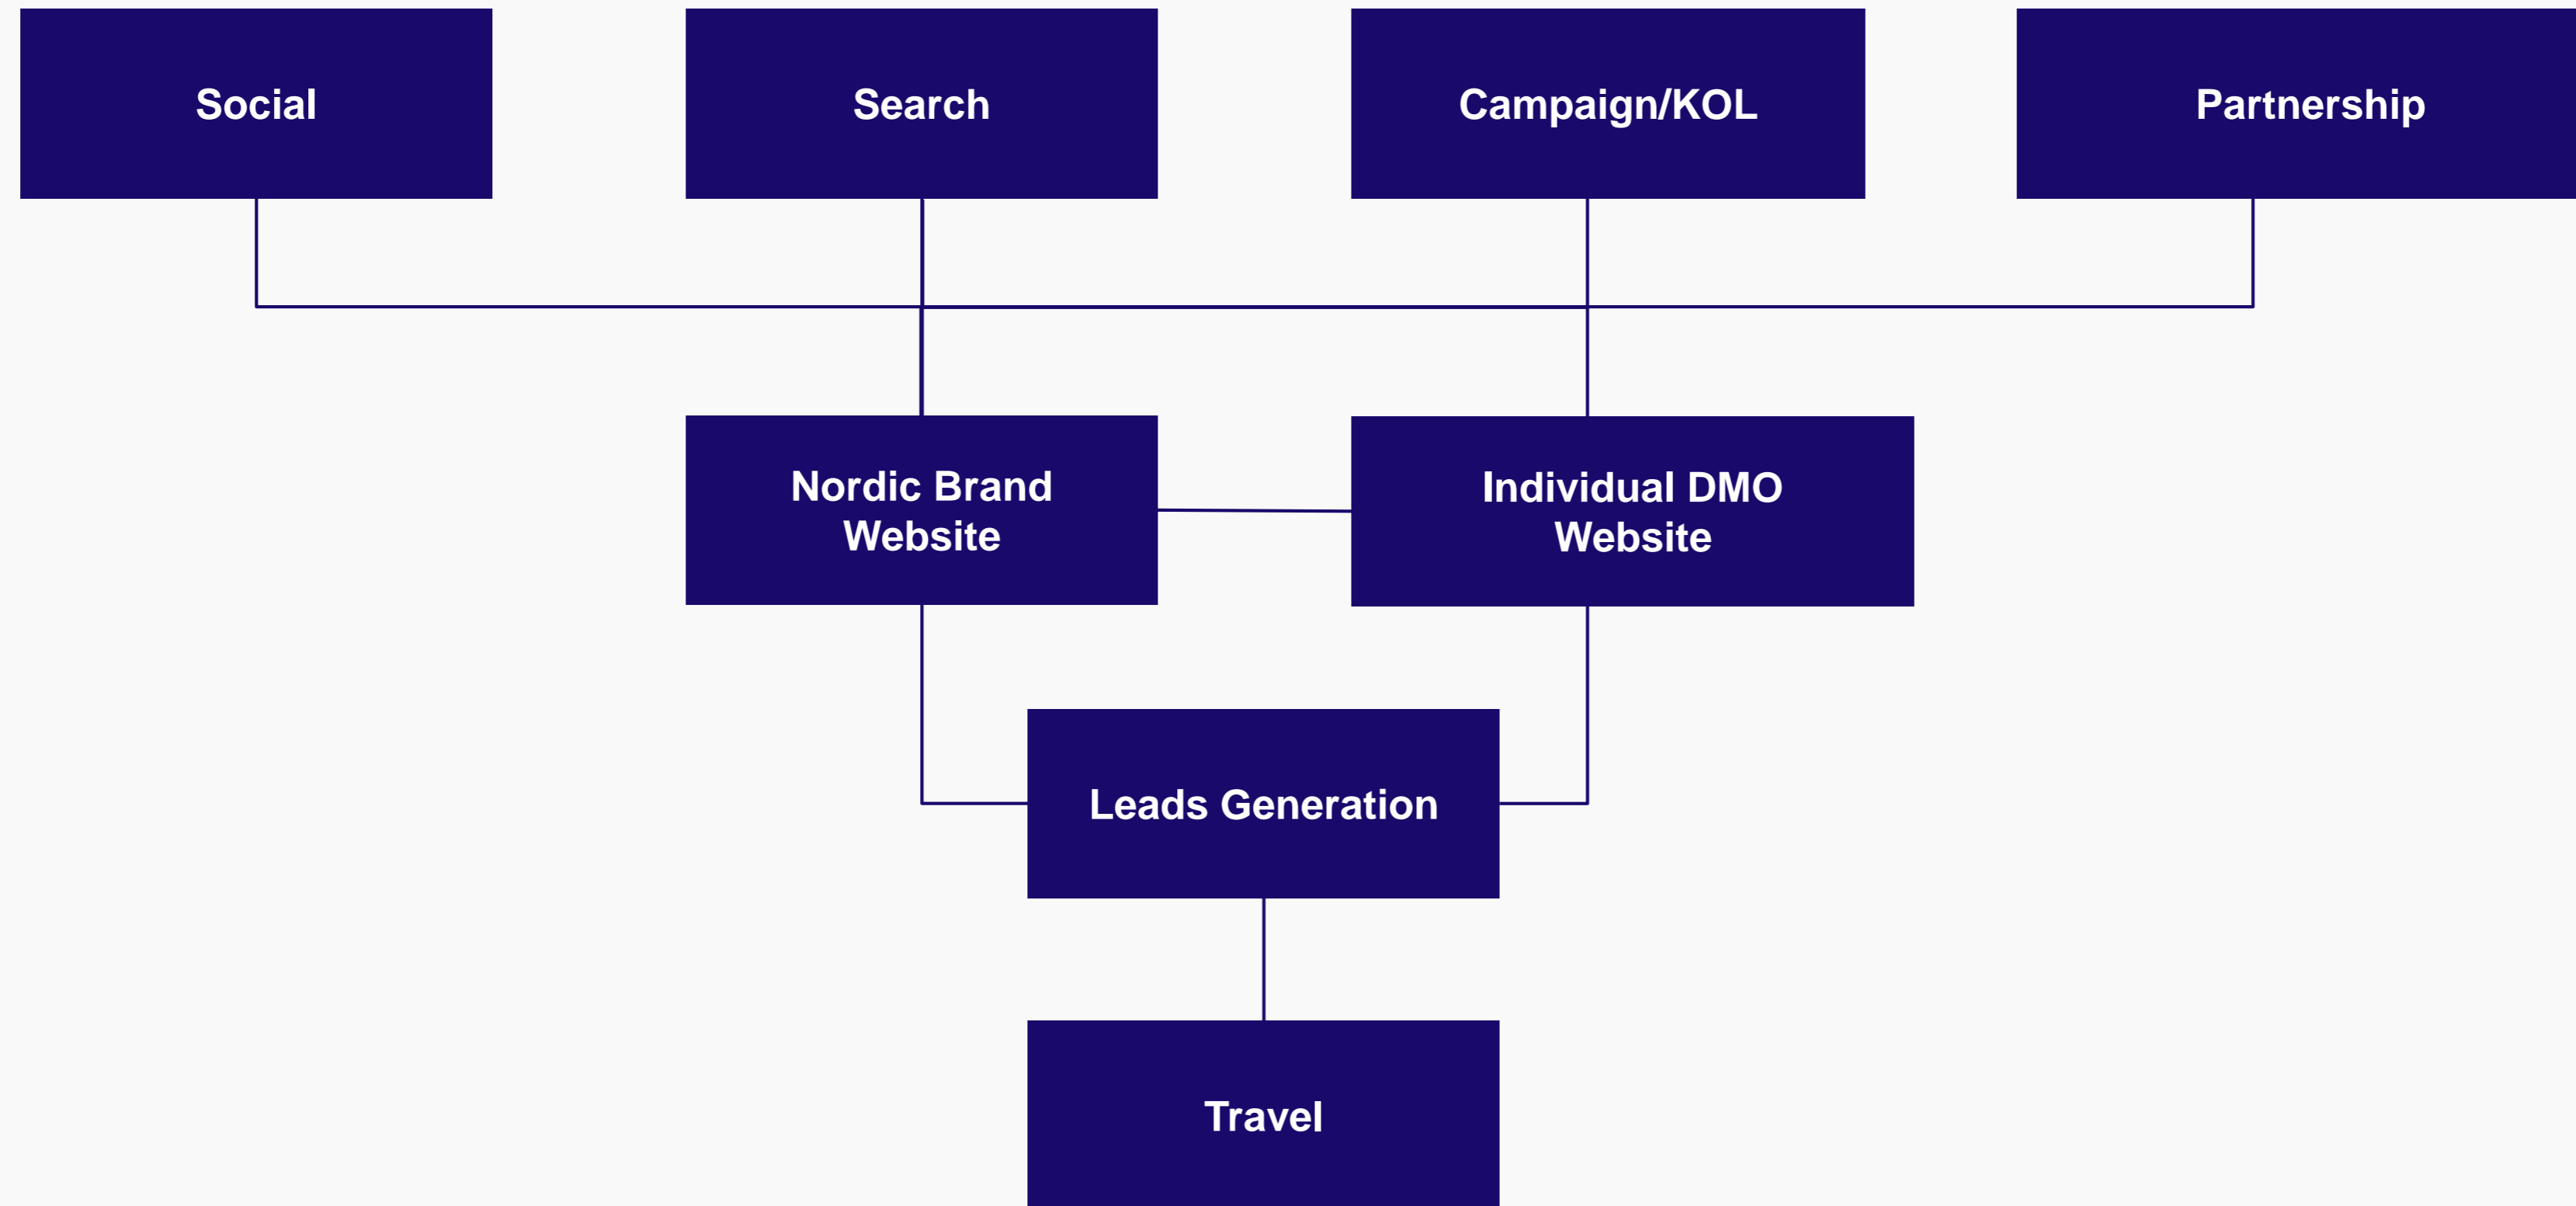 Social
Search
Campaign/KOL
Partnership
Nordic Brand
Website
Individual DMO
Website
Leads Generation
Travel